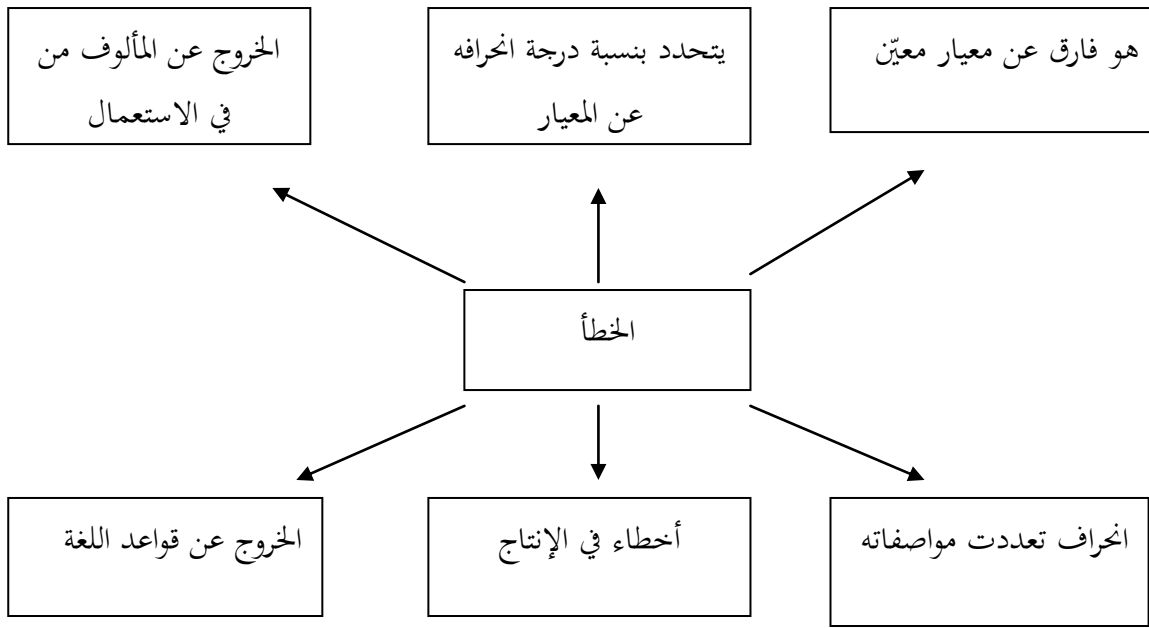 هو فارق عن معيار معيّن
يتحدد بنسبة درجة انحرافه
عن المعيار
الخروج عن المألوف من
في الاستعمال
الخطأ
انحراف تعددت مواصفاته
أخطاء في الإنتاج
الخروج عن قواعد اللغة